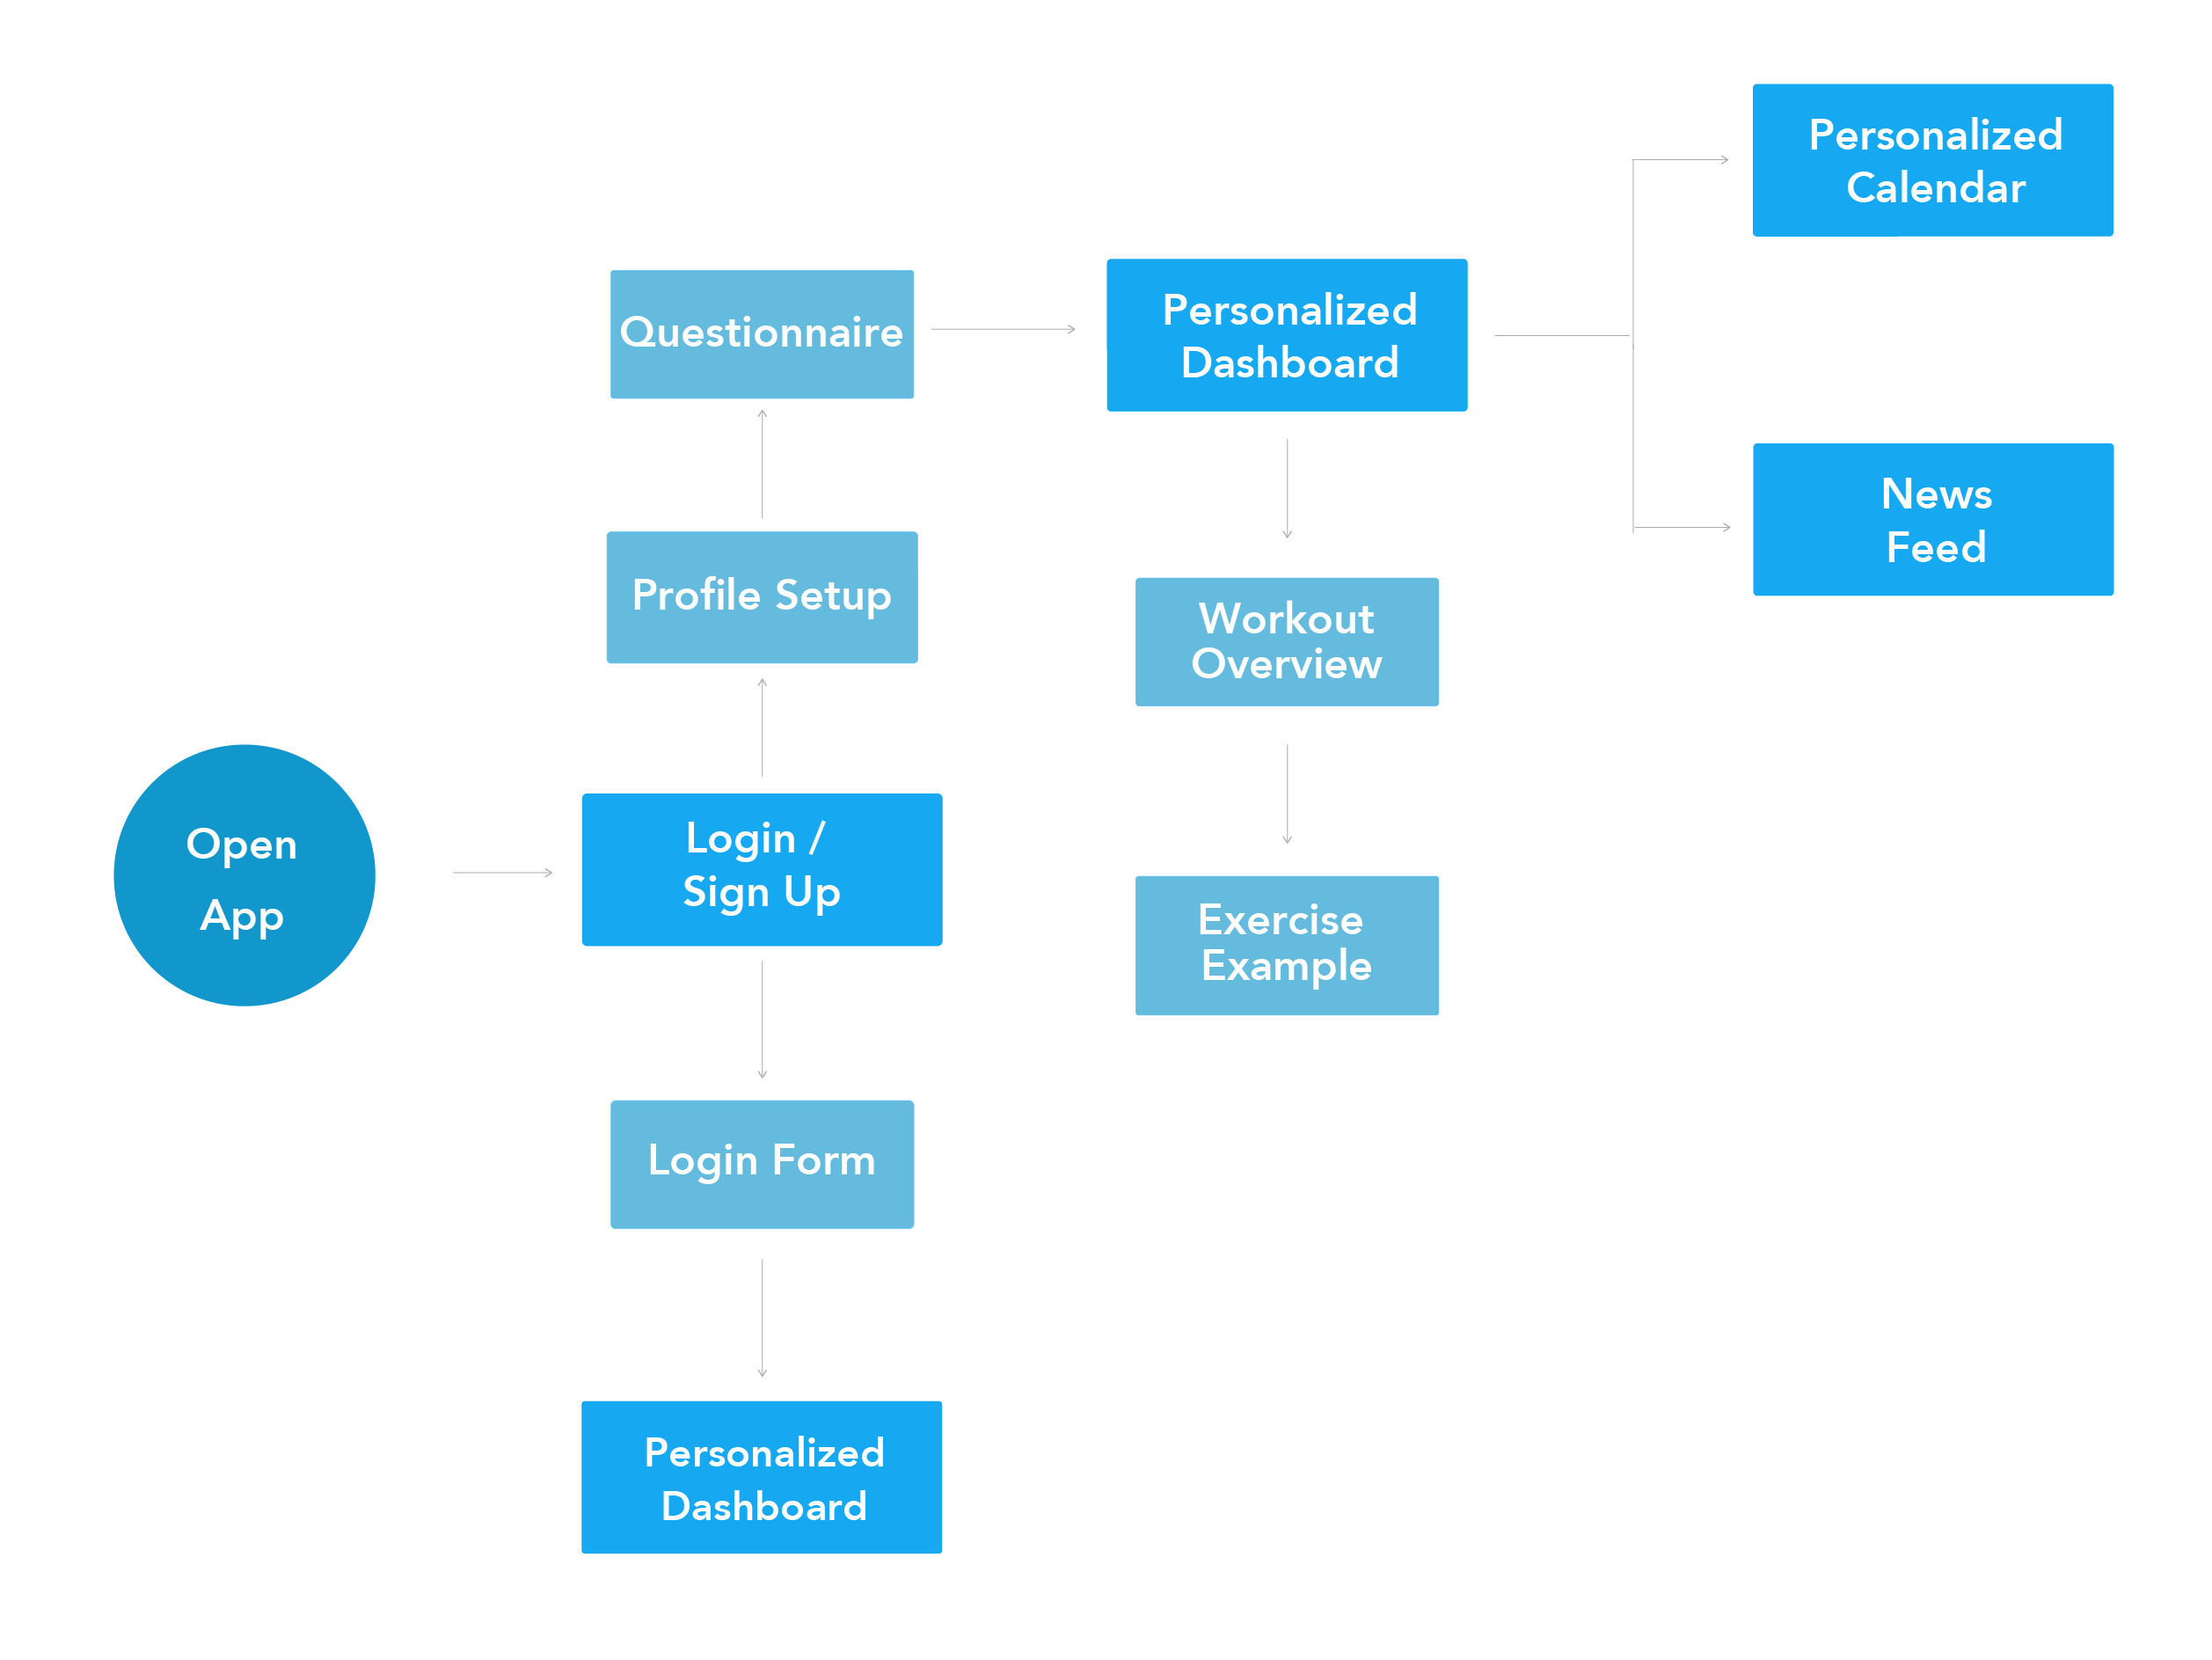 Personalized
Calendar
Questionnaire
Personalized
Dashboard
News
Feed
Profile Setup
Workout
Overview
Open
App
Login /
Sign Up
Exercise
Example
Login Form
Personalized
Dashboard